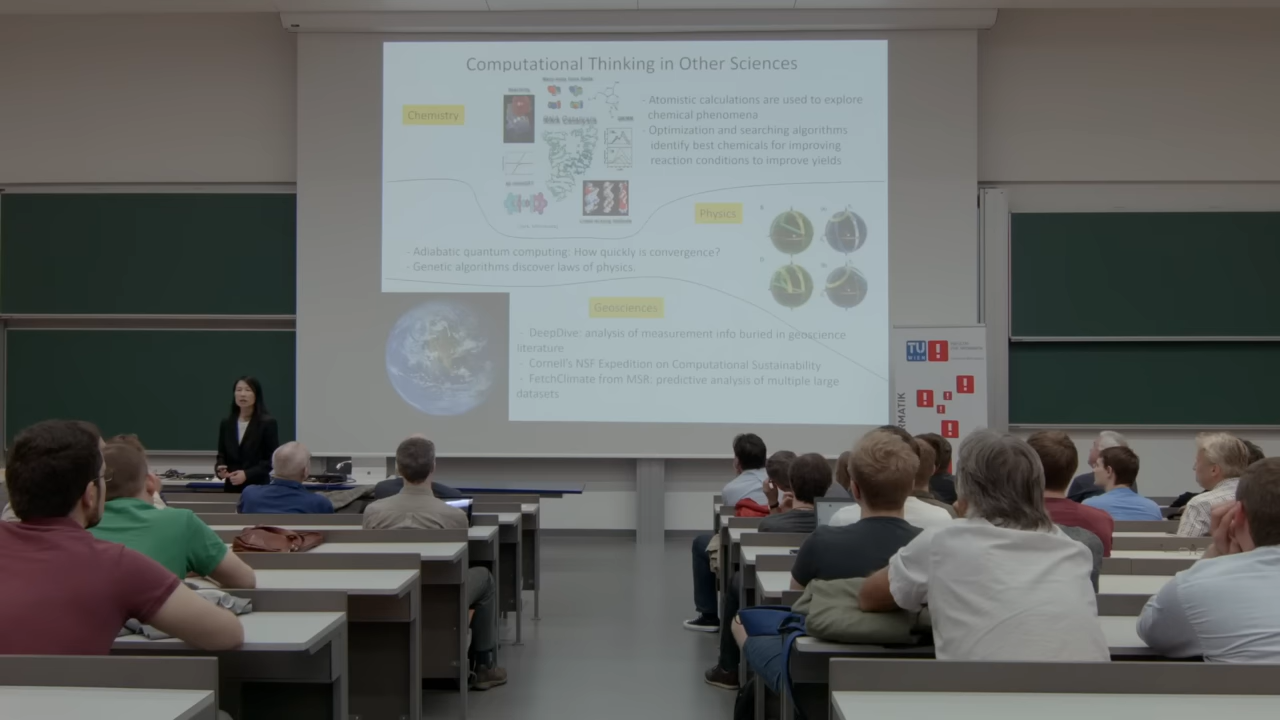 Computational Thinking in Other Sciences
Chemistry
RNA Catalysis
- Atomistic calculations are used to explore
chemical phenomena
- Optimization and searching algorithms
identify best chemicals for improving
reaction conditions to improve yields
Physics
- Adiabatic quantum computing: How quickly is convergence?
- Genetic algorithms discover laws of physics.
Geosciences
- DeepDive: analysis of measurement info buried in geoscience
literature
- Cornell's NSF Expedition on Computational Sustainability
- FetchClimate from MSR: predictive analysis of multiple large
datasets
TU
WIEN